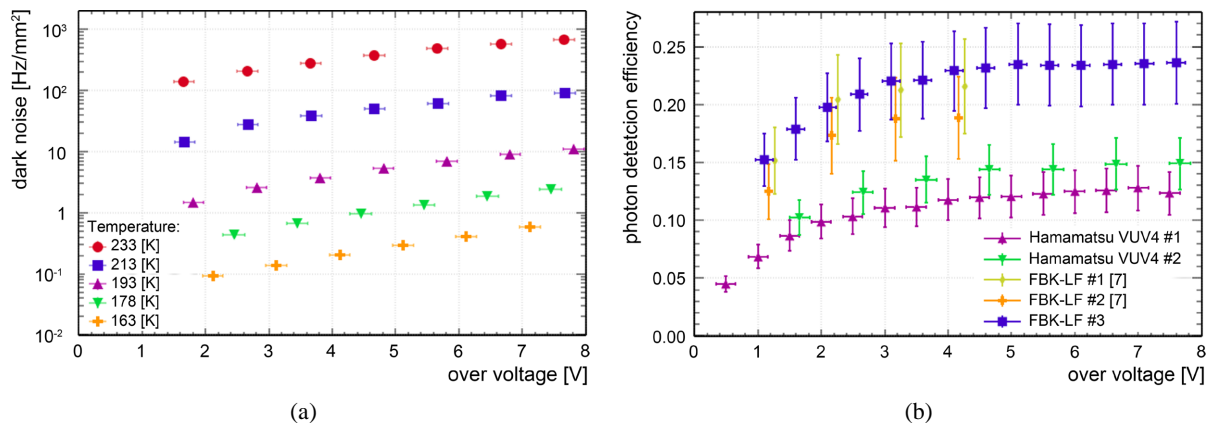 dark noise [Hz/mm²]
10³
10²
10
1
10⁻¹
10⁻²
Temperature:
233 [K]
213 [K]
193 [K]
178 [K]
163 [K]
0 1 2 3 4 5 6 7 8
over voltage [V]
(a)
photon detetcion efficiency
0.25
0.20
0.15
0.10
0.05
0.00
Hamamatsu VUV4 #1
Hamamatsu VUV4 #2
FBK-LF #1 [7]
FBK-LF #2 [7]
FBK-LF #3
0 1 2 3 4 5 6 7 8
over voltage [V]
(b)